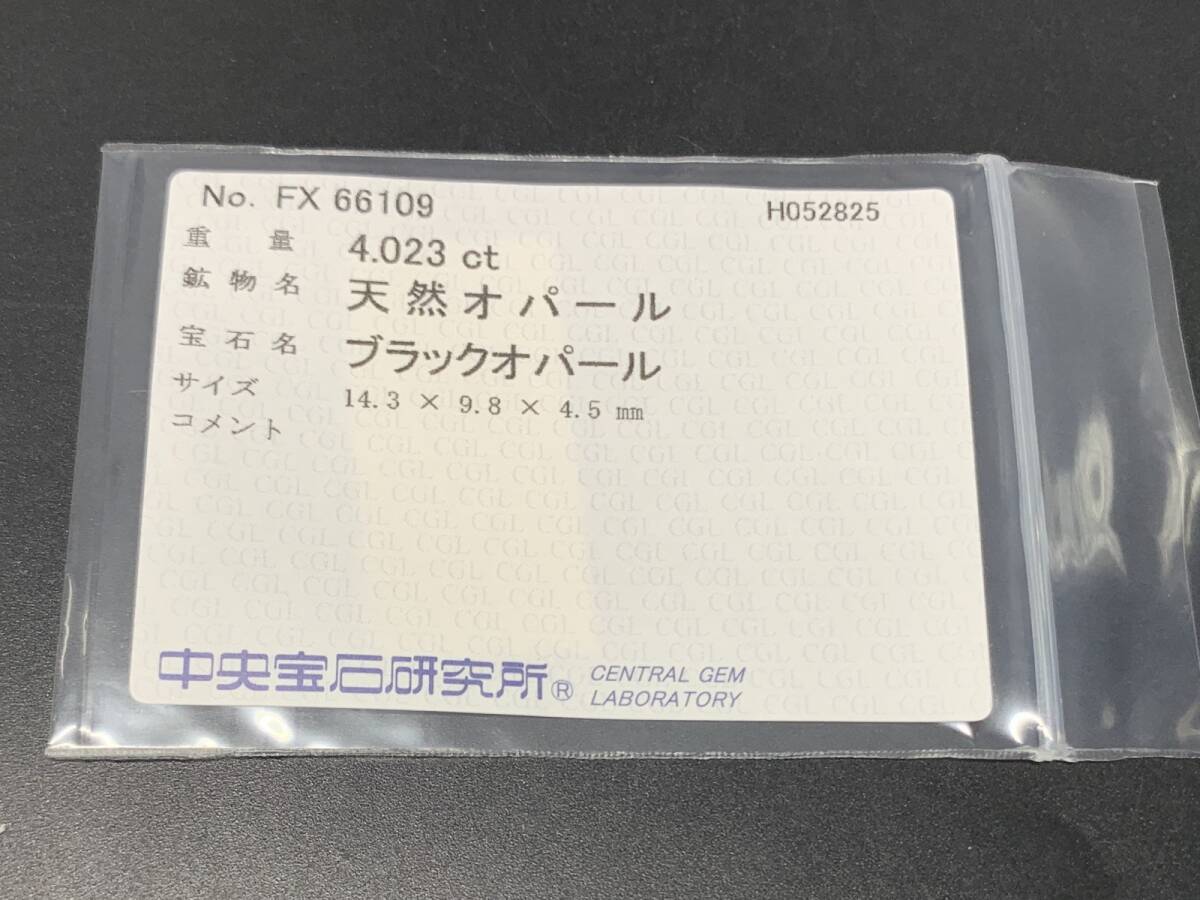 No. FX 66109 H052825
重量 4.023 ct
鉱物名 天然オパール
宝石名 ブラックオパール
サイズ 14.3 × 9.8 × 4.5 mm
コメント
中央宝石研究所® CENTRAL GEM
LABORATORY